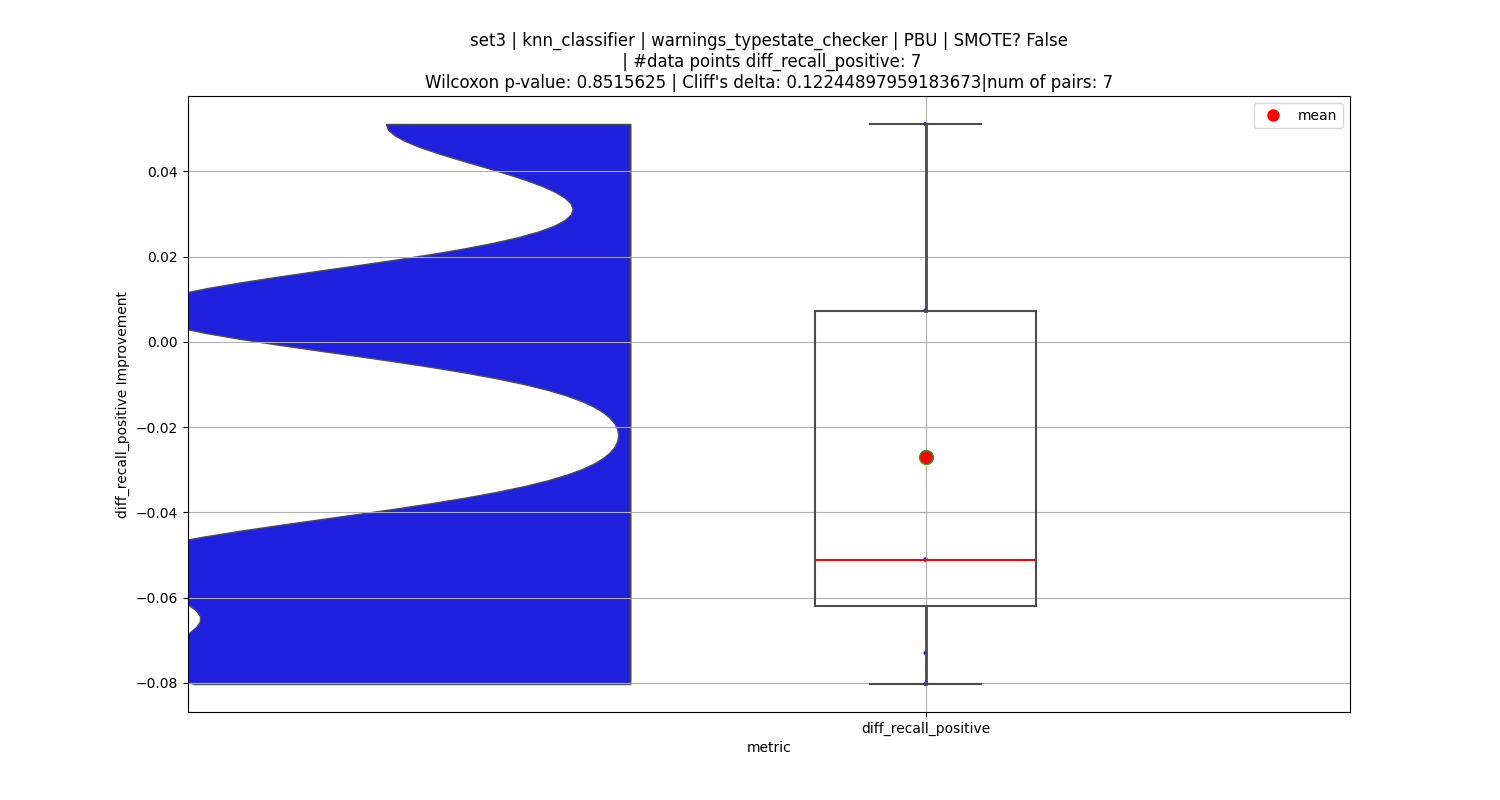 set3 | knn_classifier | warnings_typestate_checker | PBU | SMOTE? False
| #data points diff_recall_positive: 7
Wilcoxon p-value: 0.8515625 | Cliff's delta: 0.12244897959183673|num of pairs: 7
mean
0.04
0.02
0.00
−0.02
−0.04
−0.06
−0.08
diff_recall_positive Improvement
diff_recall_positive
metric